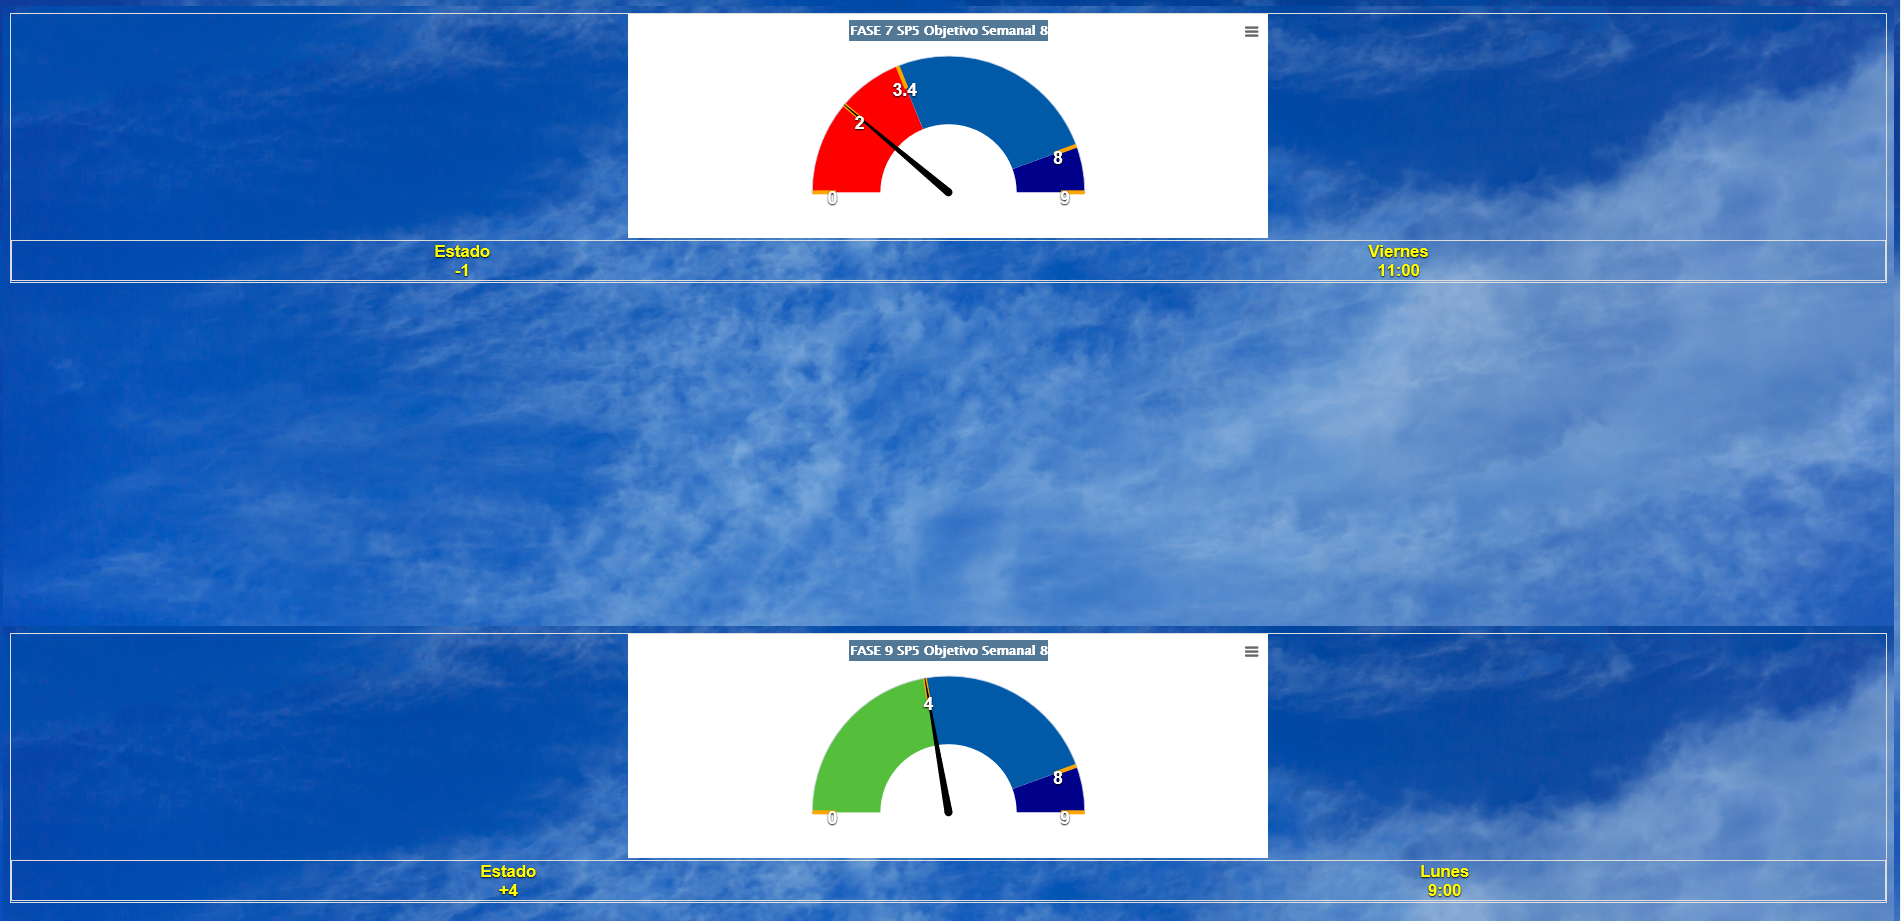 FASE 7 SP5 Objetivo Semanal 8
3.4
2
8
0
9
Estado
-1
Viernes
11:00
FASE 9 SP5 Objetivo Semanal 8
4
8
0
9
Estado
+4
Lunes
9:00